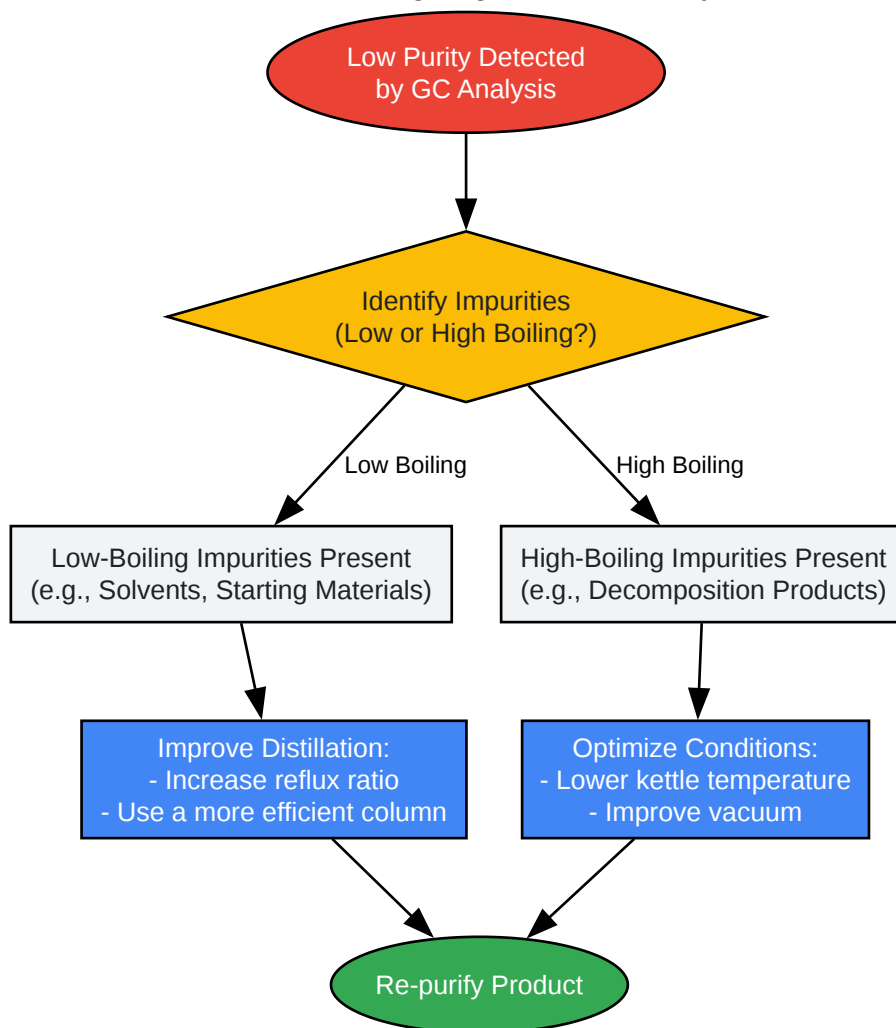 Low Purity Detected
by GC Analysis
Identify Impurities
(Low or High Boiling?)
Low Boiling
High Boiling
Low-Boiling Impurities Present
(e.g., Solvents, Starting Materials)
High-Boiling Impurities Present
(e.g., Decomposition Products)
Improve Distillation:
- Increase reflux ratio
- Use a more efficient column
Optimize Conditions:
- Lower kettle temperature
- Improve vacuum
Re-purify Product